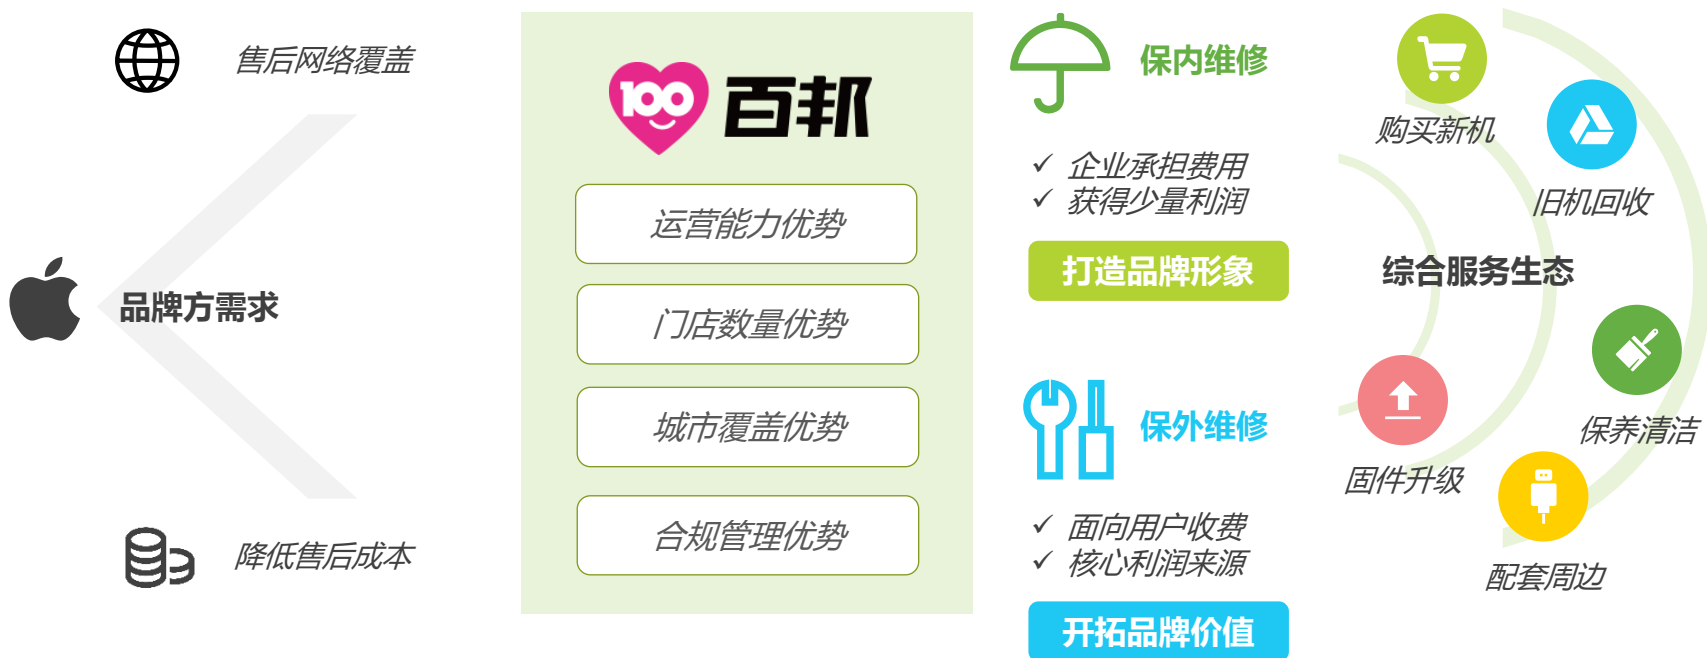 售后网络覆盖
品牌方需求
降低售后成本
100 百邦
运营能力优势
门店数量优势
城市覆盖优势
合规管理优势
保内维修
✓ 企业承担费用
✓ 获得少量利润
打造品牌形象
保外维修
✓ 面向用户收费
✓ 核心利润来源
开拓品牌价值
购买新机
旧机回收
综合服务生态
保养清洁
固件升级
配套周边